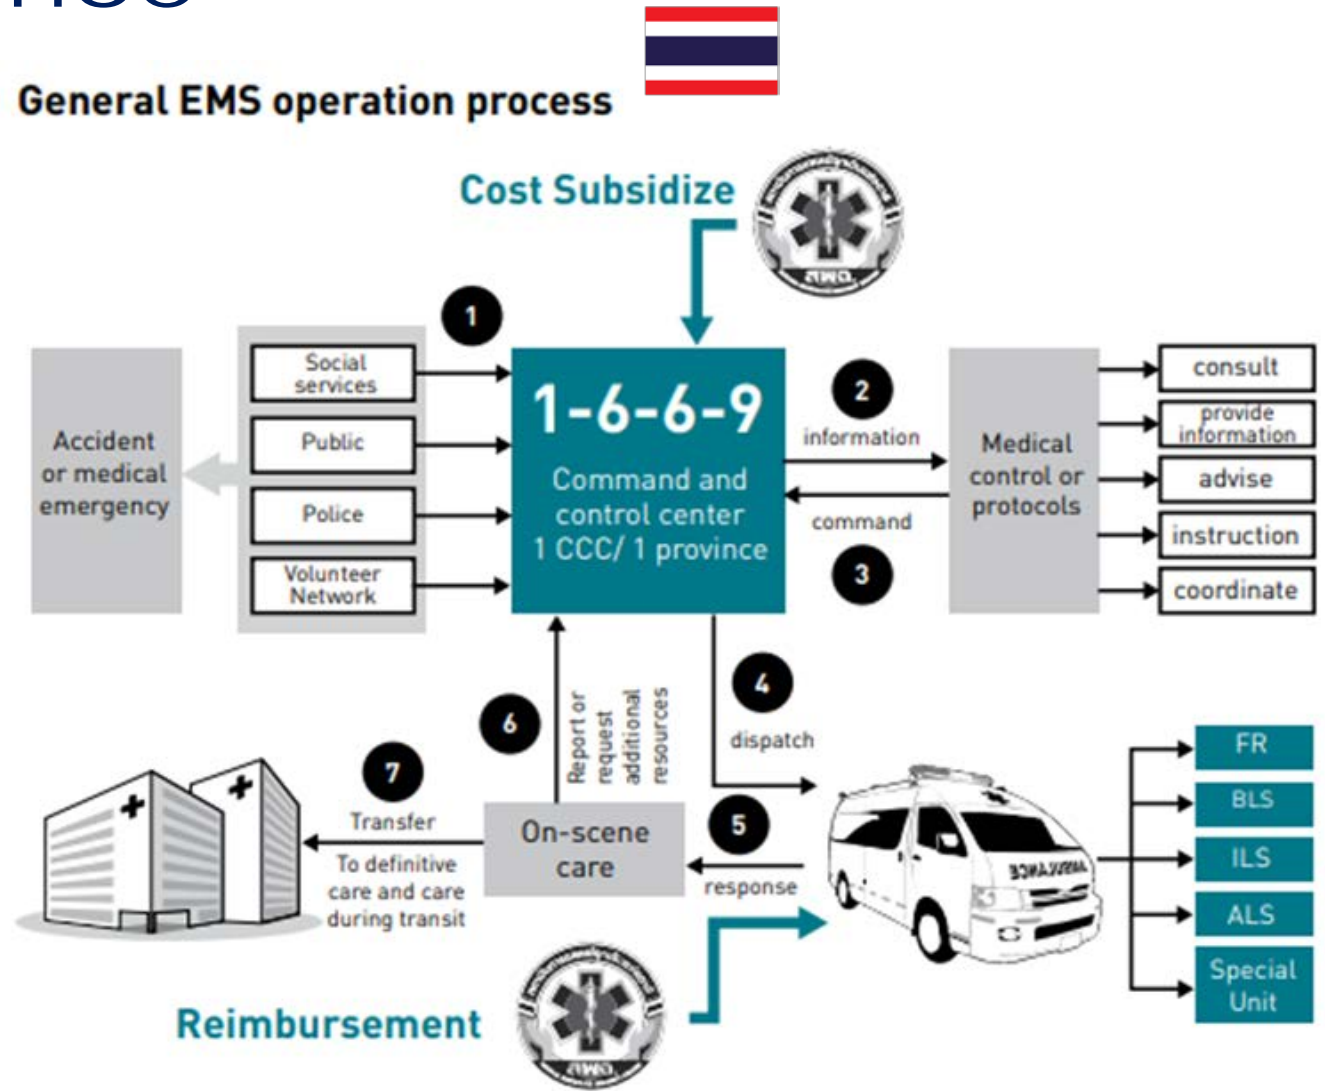 General EMS operation process
Cost Subsidize
1
Social
services
Public
Police
Volunteer
Network
Accident
or medical
emergency
1-6-6-9
Command and
control center
1 CCC/ 1 province
2
information
command
3
Medical
control or
protocols
consult
provide
information
advise
instruction
coordinate
4
dispatch
5
response
6
Report or
request
additional
resources
On-scene
care
7
Transfer
To definitive
care and care
during transit
AMBULANCE
FR
BLS
ILS
ALS
Special
Unit
Reimbursement